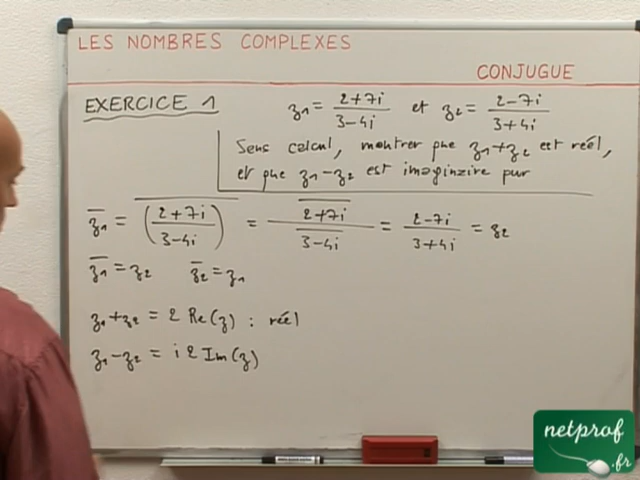 LES NOMBRES COMPLEXES
CONJUGUE
EXERCICE 1 z₁ = (2+7i)/(3-4i) et z₂ = (2-7i)/(3+4i)
Sans calcul, montrer que z₁+z₂ est réel,
et que z₁-z₂ est imaginaire pur
z̄₁ = \overline{((2+7i)/(3-4i))} = \overline{2+7i}/\overline{3-4i} = (2-7i)/(3+4i) = z₂
z̄₁ = z₂ z̄₂ = z₁
z₁+z₂ = 2 Re(z) : réel
z₁-z₂ = i 2 Im(z)
netprof
.fr